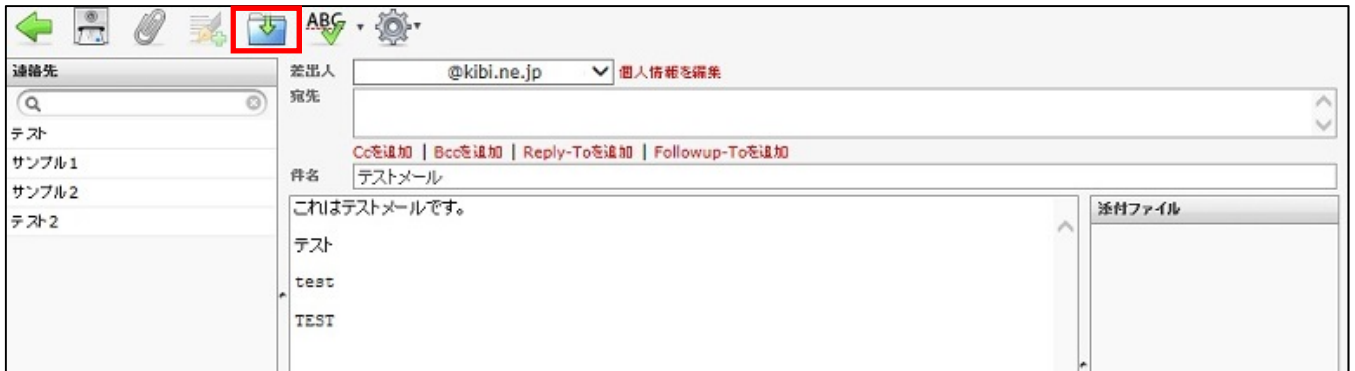 ABC
連絡先
差出人 @kibi.ne.jp 個人情報を編集
宛先
テスト
サンプル1
サンプル2
テスト2
Ccを追加 | Bccを追加 | Reply-Toを追加 | Followup-Toを追加
件名 テストメール
これはテストメールです。
テスト
test
TEST
添付ファイル